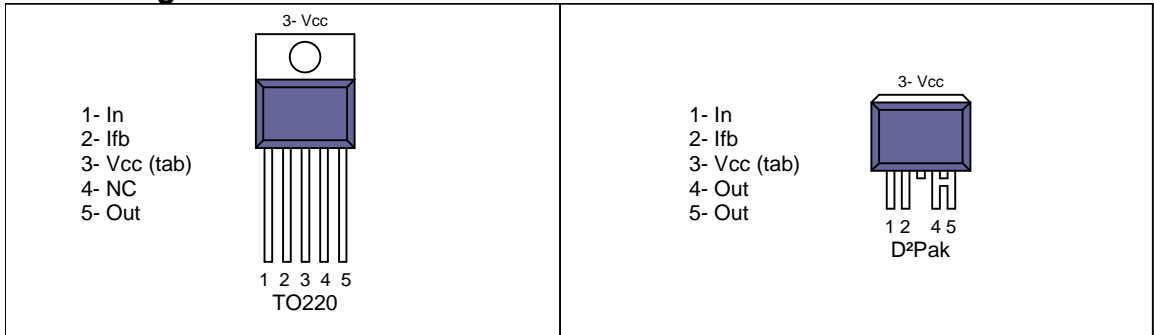 3- Vcc
1- In
2- Ifb
3- Vcc (tab)
4- NC
5- Out
1 2 3 4 5
TO220
3- Vcc
1- In
2- Ifb
3- Vcc (tab)
4- Out
5- Out
1 2 4 5
D²Pak